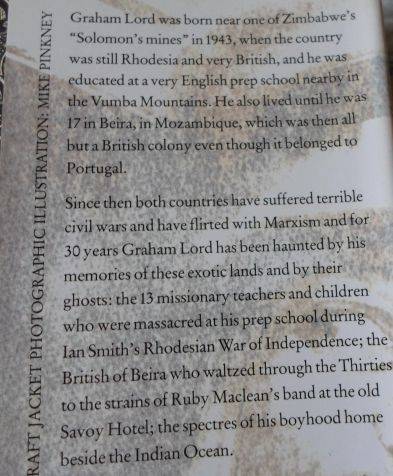 Graham Lord was born near one of Zimbabwe's
"Solomon's mines" in 1943, when the country
was still Rhodesia and very British, and he was
educated at a very English prep school nearby in
the Vumba Mountains. He also lived until he was
17 in Beira, in Mozambique, which was then all
but a British colony even though it belonged to
Portugal.
Since then both countries have suffered terrible
civil wars and have flirted with Marxism and for
30 years Graham Lord has been haunted by his
memories of these exotic lands and by their
ghosts: the 13 missionary teachers and children
who were massacred at his prep school during
Ian Smith's Rhodesian War of Independence; the
British of Beira who waltzed through the Thirties
to the strains of Ruby Maclean's band at the old
Savoy Hotel; the spectres of his boyhood home
beside the Indian Ocean.
RAFT JACKET PHOTOGRAPHIC ILLUSTRATION: MIKE PINKNEY